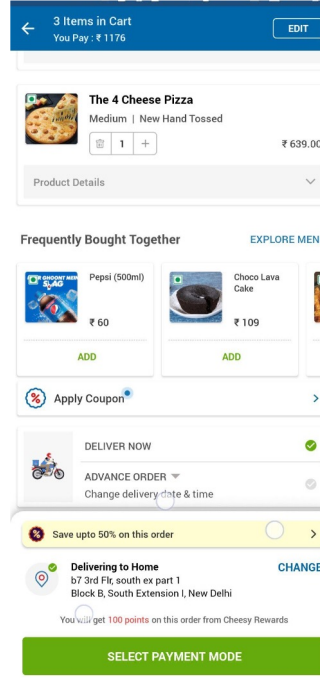 3 Items in Cart
You Pay : ₹ 1176
EDIT
The 4 Cheese Pizza
Medium | New Hand Tossed
1 +
₹ 639.00
Product Details
Frequently Bought Together
EXPLORE MEN
Pepsi (500ml)
₹ 60
ADD
Choco Lava
Cake
₹ 109
ADD
Apply Coupon
DELIVER NOW
ADVANCE ORDER
Change delivery date & time
Save upto 50% on this order
Delivering to Home
CHANGE
b7 3rd Flr, south ex part 1
Block B, South Extension I, New Delhi
You will get 100 points on this order from Cheesy Rewards
SELECT PAYMENT MODE